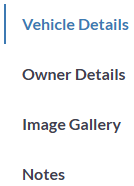 Vehicle Details
Owner Details
Image Gallery
Notes